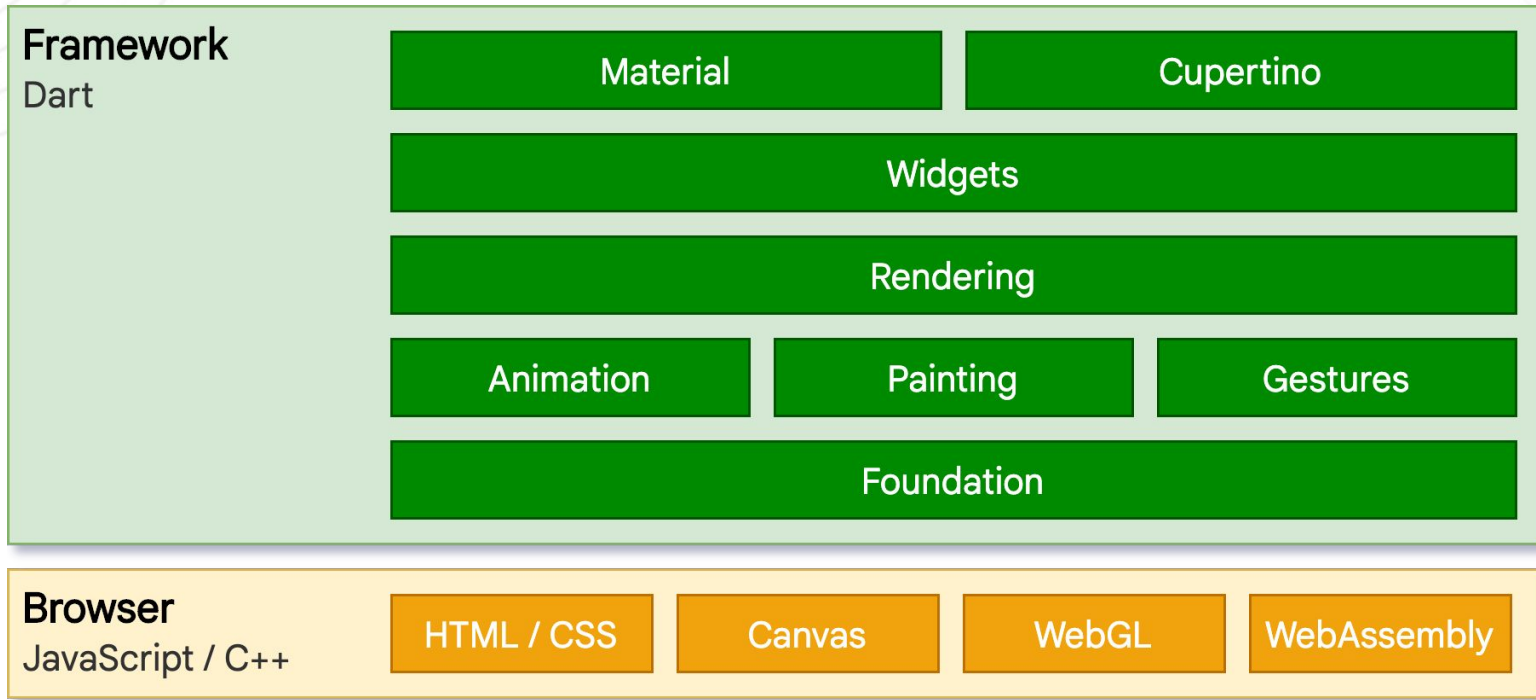 Framework
Dart
Material
Cupertino
Widgets
Rendering
Animation
Painting
Gestures
Foundation
Browser
JavaScript / C++
HTML / CSS
Canvas
WebGL
WebAssembly